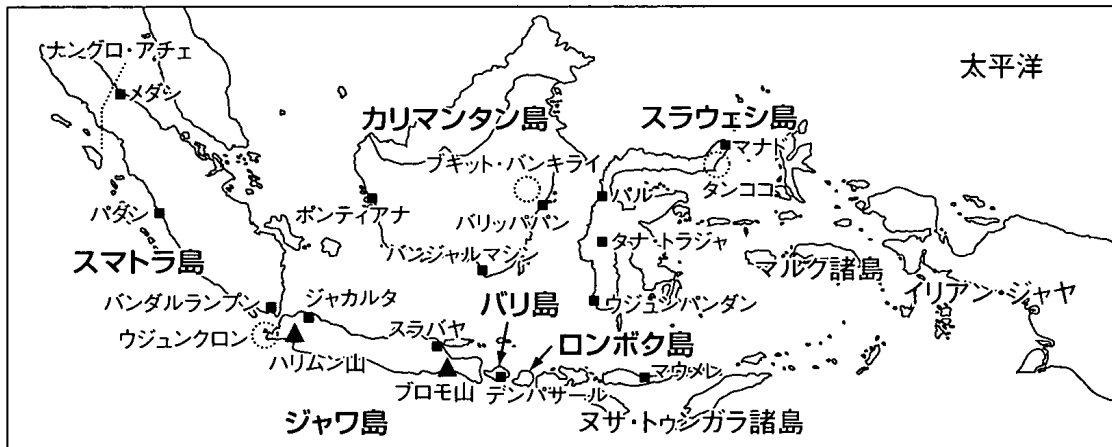 ナングロ・アチェ
メダン
太平洋
カリマンタン島
スラウェシ島
マナド
ブキット・バンキライ
タンココ
パダン
ポンティアナ
バリッパパン
パルー
スマトラ島
バンジャルマシン
タナ・トラジャ
マルク諸島
イリアン・ジャヤ
バンダルランプン
ジャカルタ
バリ島
ウジュンパンダン
ウジュンクロン
スラバヤ
ロンボク島
ハリムン山
マウメレ
ブロモ山
デンパサール
ジャワ島
ヌサ・トゥンガラ諸島